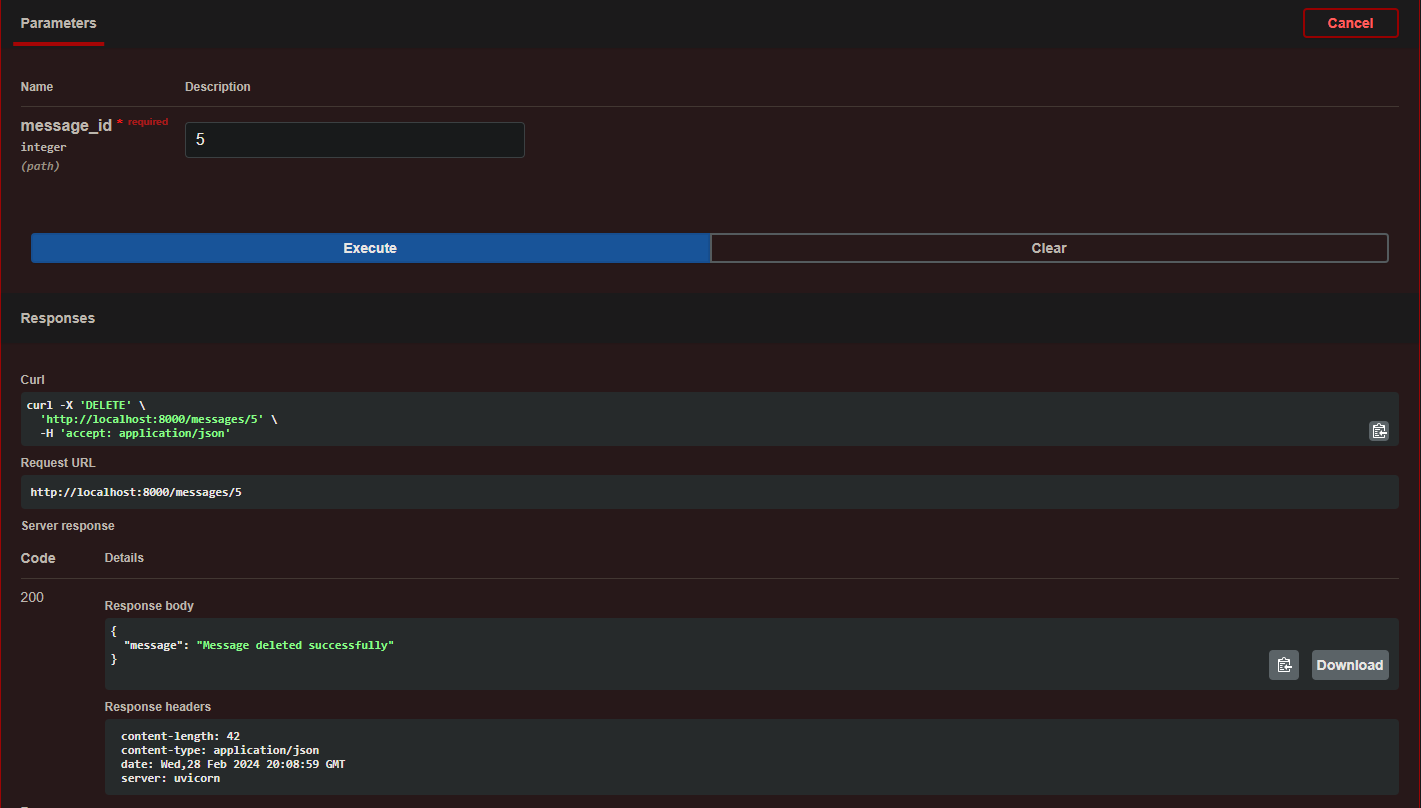 Parameters
Cancel
Name Description
message_id * required
integer
(path)
5
Execute Clear
Responses
Curl
curl -X 'DELETE' \
  'http://localhost:8000/messages/5' \
  -H 'accept: application/json'
Request URL
http://localhost:8000/messages/5
Server response
Code Details
200
Response body
{
  "message": "Message deleted successfully"
}
Download
Response headers
content-length: 42
content-type: application/json
date: Wed,28 Feb 2024 20:08:59 GMT
server: uvicorn